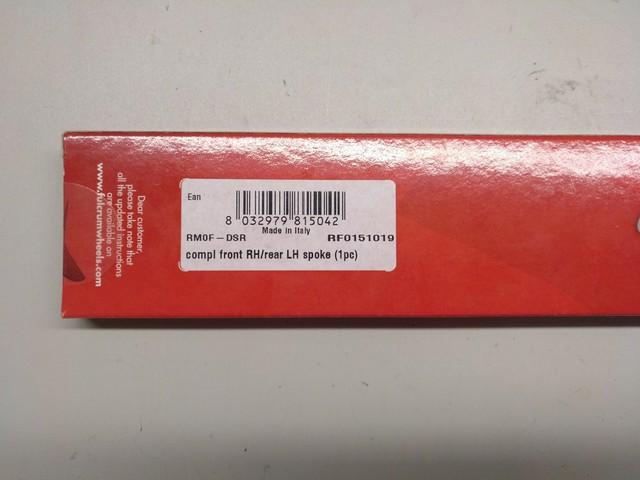 Dear customer,
please take note that
all the updated instructions
are available on
www.fulcrumwheels.com
Ean
8 032979 815042
Made in Italy
RM0F-DSR RF0151019
compl front RH/rear LH spoke (1pc)